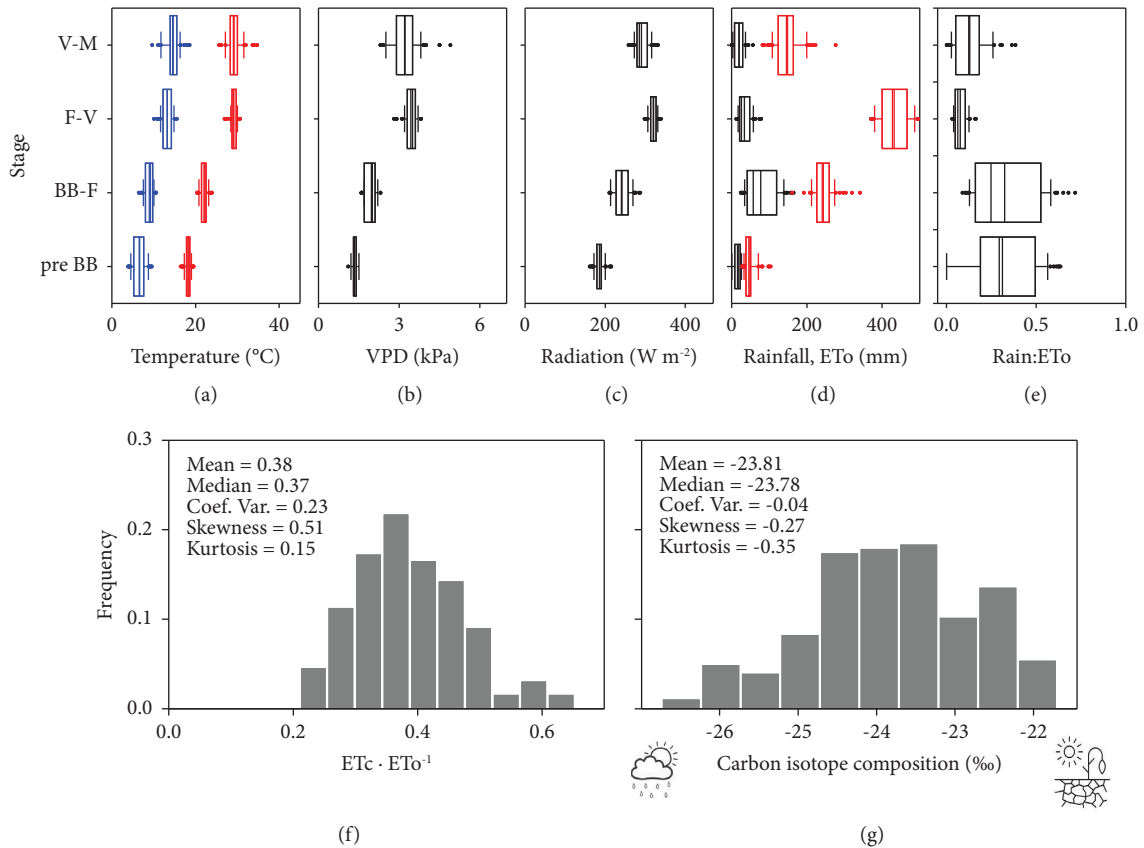 Stage
V-M
F-V
BB-F
pre BB
0 20 40
Temperature (°C)
(a)
0 3 6
VPD (kPa)
(b)
0 200 400
Radiation (W m⁻²)
(c)
0 200 400
Rainfall, ETo (mm)
(d)
0.0 0.5 1.0
Rain:ETo
(e)
Frequency
0.3
0.2
0.1
0.0
Mean = 0.38
Median = 0.37
Coef. Var. = 0.23
Skewness = 0.51
Kurtosis = 0.15
0.0 0.2 0.4 0.6
ETc · ETo⁻¹
(f)
Mean = -23.81
Median = -23.78
Coef. Var. = -0.04
Skewness = -0.27
Kurtosis = -0.35
-26 -25 -24 -23 -22
Carbon isotope composition (‰)
(g)